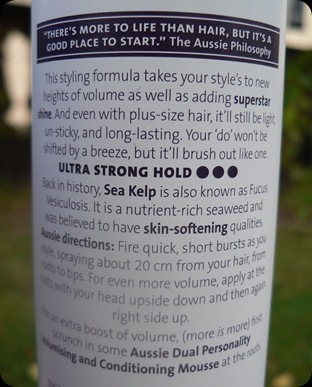 "THERE'S MORE TO LIFE THAN HAIR, BUT IT'S A
GOOD PLACE TO START." The Aussie Philosophy
This styling formula takes your style's to new
heights of volume as well as adding superstar
shine. And even with plus-size hair, it'll still be light,
un-sticky, and long-lasting. Your 'do' won't be
shifted by a breeze, but it'll brush out like one.
ULTRA STRONG HOLD ●●●
Back in history, Sea Kelp is also known as Fucus
Vesiculosis. It is a nutrient-rich seaweed and
was believed to have skin-softening qualities.
Aussie directions: Fire quick, short bursts as you
style, spraying about 20 cm from your hair, from
roots to tips. For even more volume, apply at the
roots with your head upside down and then again
right side up.
For an extra boost of volume, (more is more) first
scrunch in some Aussie Dual Personality
Volumising and Conditioning Mousse at the roots.